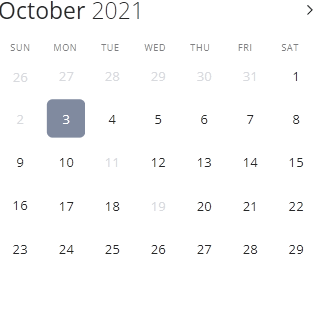 October 2021
SUN MON TUE WED THU FRI SAT
26 27 28 29 30 31 1
2 3 4 5 6 7 8
9 10 11 12 13 14 15
16 17 18 19 20 21 22
23 24 25 26 27 28 29